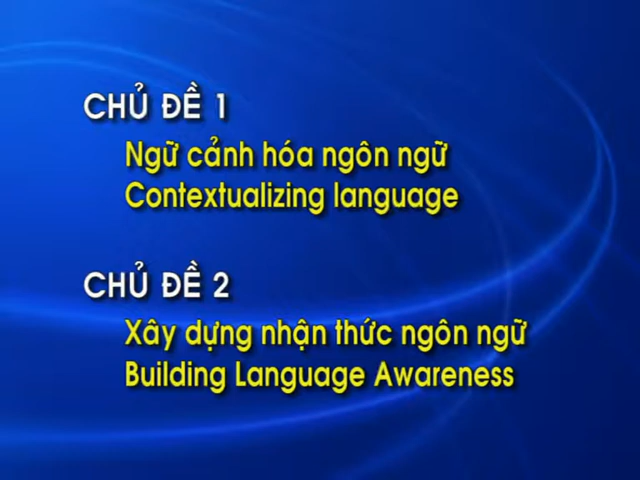 CHỦ ĐỀ 1
Ngữ cảnh hóa ngôn ngữ
Contextualizing language
CHỦ ĐỀ 2
Xây dựng nhận thức ngôn ngữ
Building Language Awareness